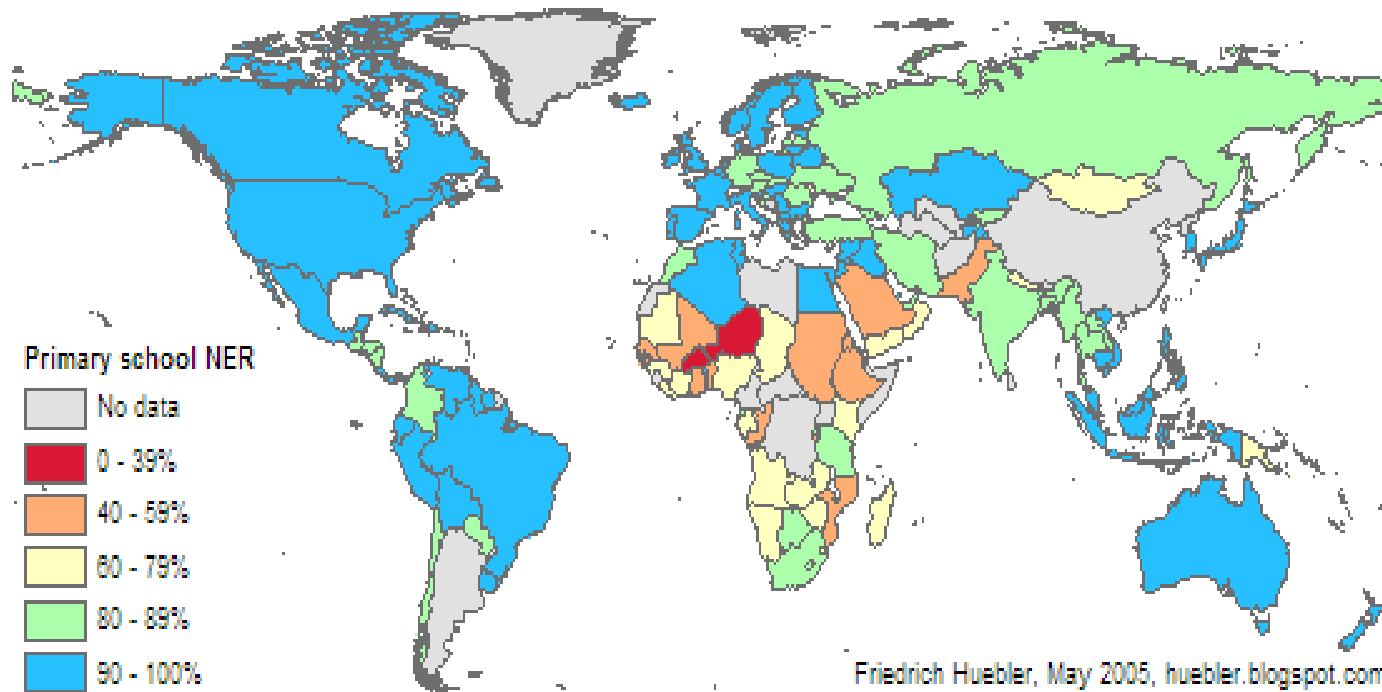 Primary school NER
No data
0 - 39%
40 - 59%
60 - 79%
80 - 89%
90 - 100%
Friedrich Huebler, May 2005, huebler.blogspot.com